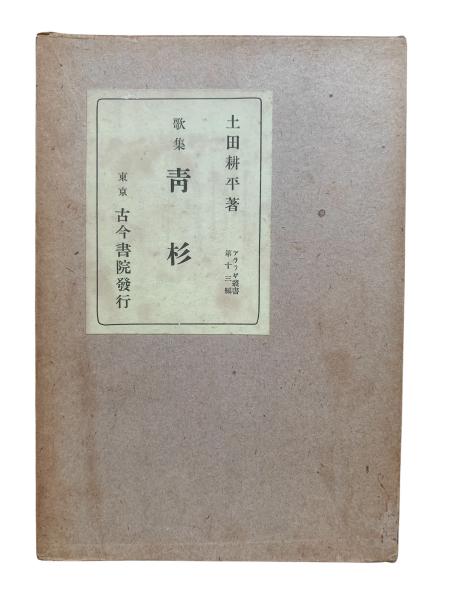 土田耕平著
アララギ叢書
第十三編
歌集 靑杉
東京 古今書院發行